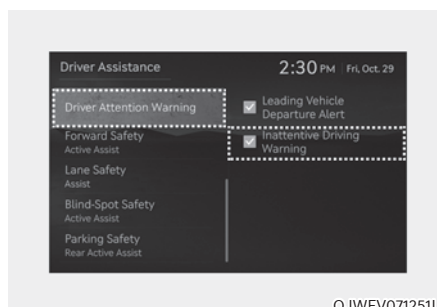 Driver Assistance
2:30 PM Fri, Oct. 29
Driver Attention Warning
Leading Vehicle
Departure Alert
Forward Safety
Active Assist
Inattentive Driving
Warning
Lane Safety
Assist
Blind-Spot Safety
Active Assist
Parking Safety
Rear Active Assist